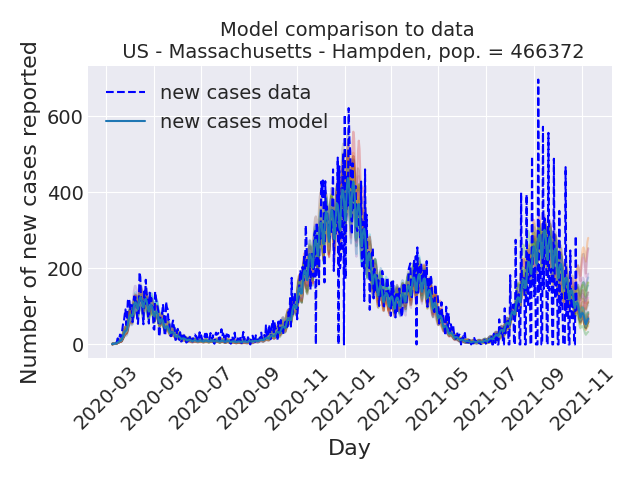 Model comparison to data
US - Massachusetts - Hampden, pop. = 466372
Number of new cases reported
600
400
200
0
new cases data
new cases model
2020-03
2020-05
2020-07
2020-09
2020-11
2021-01
2021-03
2021-05
2021-07
2021-09
2021-11
Day